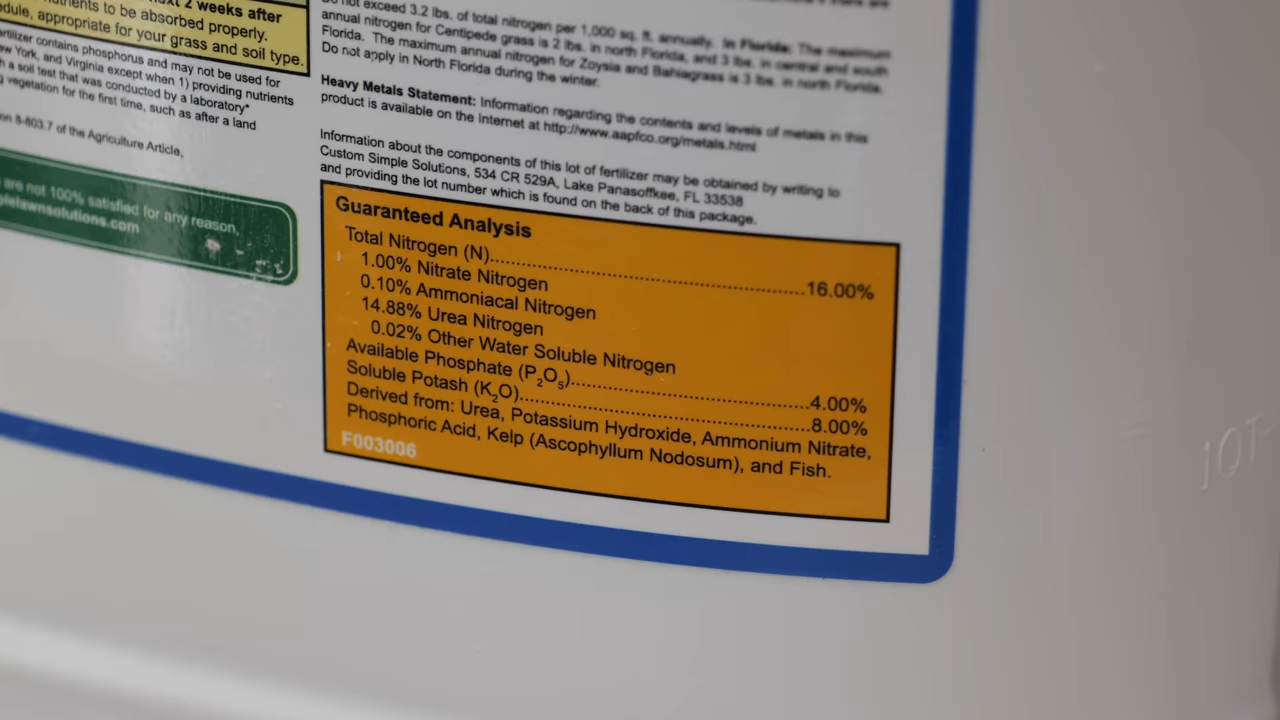 next 2 weeks after
nutrients to be absorbed properly.
appropriate for your grass and soil type.
fertilizer contains phosphorus and may not be used for
New York, and Virginia except when 1) providing nutrients
a soil test that was conducted by a laboratory*
vegetation for the first time, such as after a land
8-803.7 of the Agriculture Article,
are not 100% satisfied for any reason,
lawnsolutions.com
Do not exceed 3.2 lbs. of total nitrogen per 1,000 sq. ft. annually. In Florida: The maximum
annual nitrogen for Centipede grass is 2 lbs. in north Florida, and 3 lbs. in central and south
Florida. The maximum annual nitrogen for Zoysia and Bahiagrass is 3 lbs. in north Florida.
Do not apply in North Florida during the winter.
Heavy Metals Statement: Information regarding the contents and levels of metals in this
product is available on the Internet at http://www.aapfco.org/metals.html
Information about the components of this lot of fertilizer may be obtained by writing to:
Custom Simple Solutions, 534 CR 529A, Lake Panasoffkee, FL 33538
and providing the lot number which is found on the back of this package.
Guaranteed Analysis
Total Nitrogen (N)..........16.00%
1.00% Nitrate Nitrogen
0.10% Ammoniacal Nitrogen
14.88% Urea Nitrogen
0.02% Other Water Soluble Nitrogen
Available Phosphate (P₂O₅)..........4.00%
Soluble Potash (K₂O)..........8.00%
Derived from: Urea, Potassium Hydroxide, Ammonium Nitrate,
Phosphoric Acid, Kelp (Ascophyllum Nodosum), and Fish.
F003006
1QT